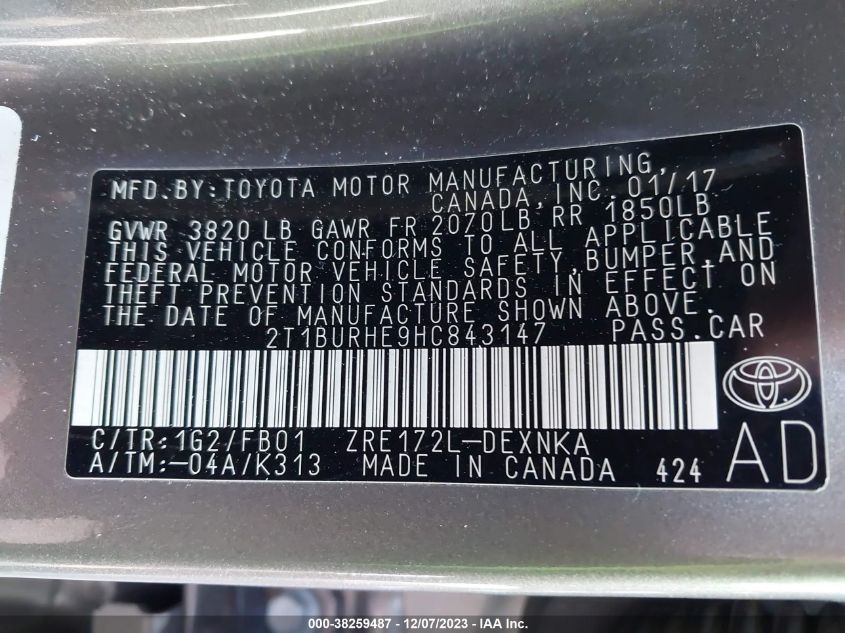 MFD.BY:TOYOTA MOTOR MANUFACTURING,
CANADA,INC. 01/17
GVWR 3820 LB GAWR FR 2070LB RR 1850LB
THIS VEHICLE CONFORMS TO ALL APPLICABLE
FEDERAL MOTOR VEHICLE SAFETY,BUMPER,AND
THEFT PREVENTION STANDARDS IN EFFECT ON
THE DATE OF MANUFACTURE SHOWN ABOVE.
2T1BURHE9HC843147 PASS.CAR
C/TR:1G2/FB01 ZRE172L-DEXNKA
A/TM:-04A/K313 MADE IN CANADA 424 AD
000-38259487 - 12/07/2023 - IAA Inc.